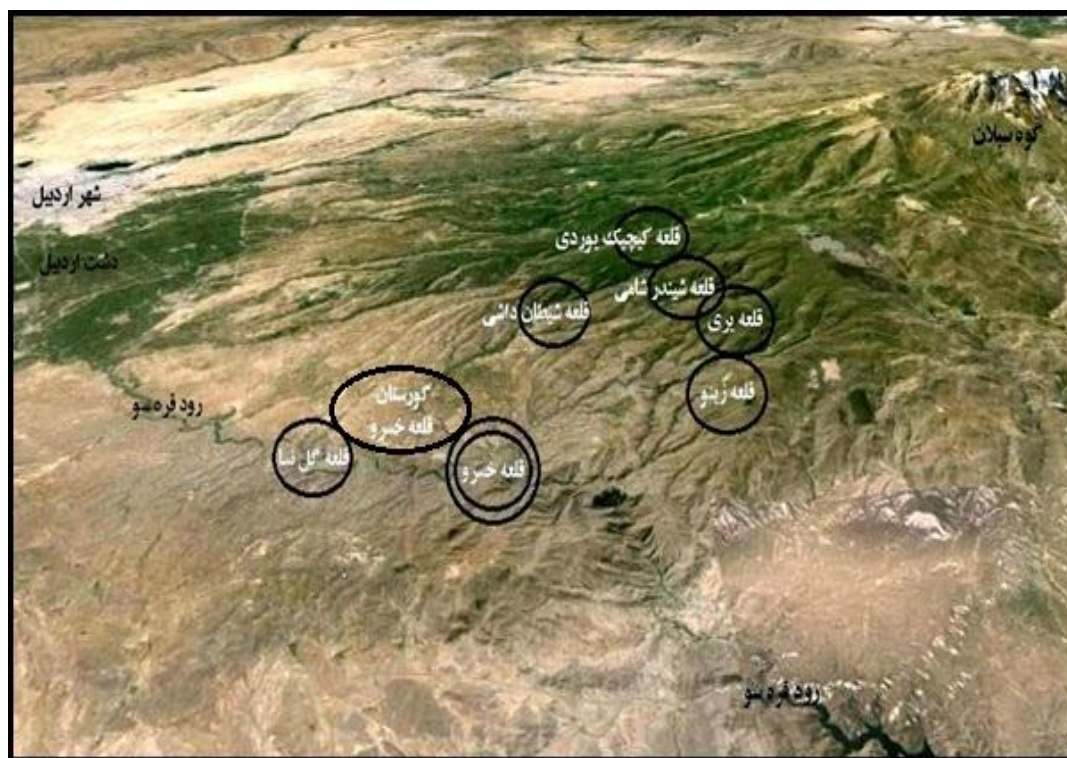 کوه سبلان
شهر اردبیل
قلعه کیچیک یوردی
دشت اردبیل
قلعه شیندر شامی
قلعه شیطان داشی
قلعه پری
قلعه زینو
گورستان
قلعه خسرو
رود قره سو
قلعه گل نسا
قلعه خسرو
رود قره سو